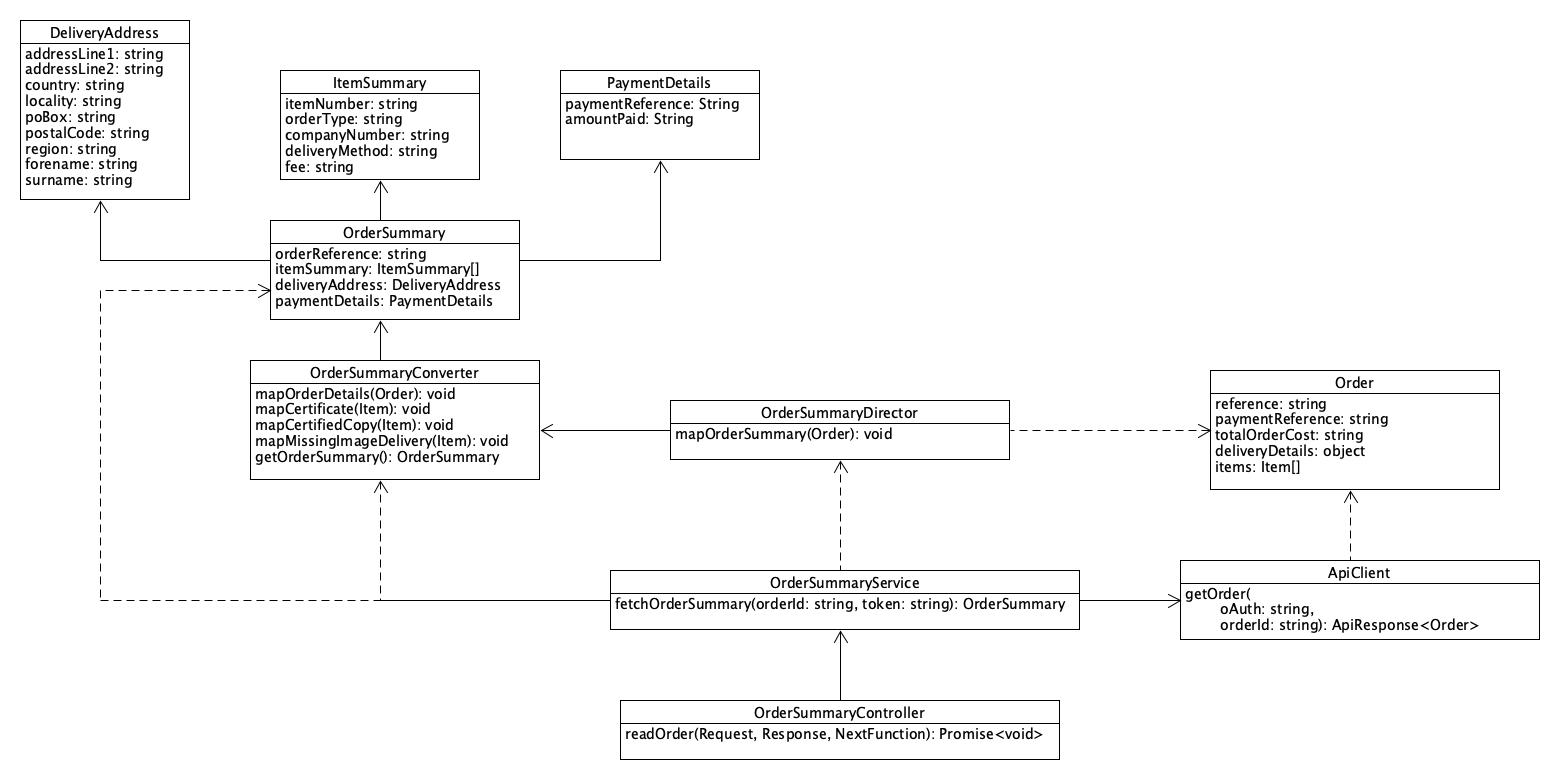 DeliveryAddress
addressLine1: string
addressLine2: string
country: string
locality: string
poBox: string
postalCode: string
region: string
forename: string
surname: string
ItemSummary
itemNumber: string
orderType: string
companyNumber: string
deliveryMethod: string
fee: string
PaymentDetails
paymentReference: String
amountPaid: String
OrderSummary
orderReference: string
itemSummary: ItemSummary[]
deliveryAddress: DeliveryAddress
paymentDetails: PaymentDetails
OrderSummaryConverter
mapOrderDetails(Order): void
mapCertificate(Item): void
mapCertifiedCopy(Item): void
mapMissingImageDelivery(Item): void
getOrderSummary(): OrderSummary
OrderSummaryDirector
mapOrderSummary(Order): void
Order
reference: string
paymentReference: string
totalOrderCost: string
deliveryDetails: object
items: Item[]
OrderSummaryService
fetchOrderSummary(orderId: string, token: string): OrderSummary
ApiClient
getOrder(
oAuth: string,
orderId: string): ApiResponse<Order>
OrderSummaryController
readOrder(Request, Response, NextFunction): Promise<void>